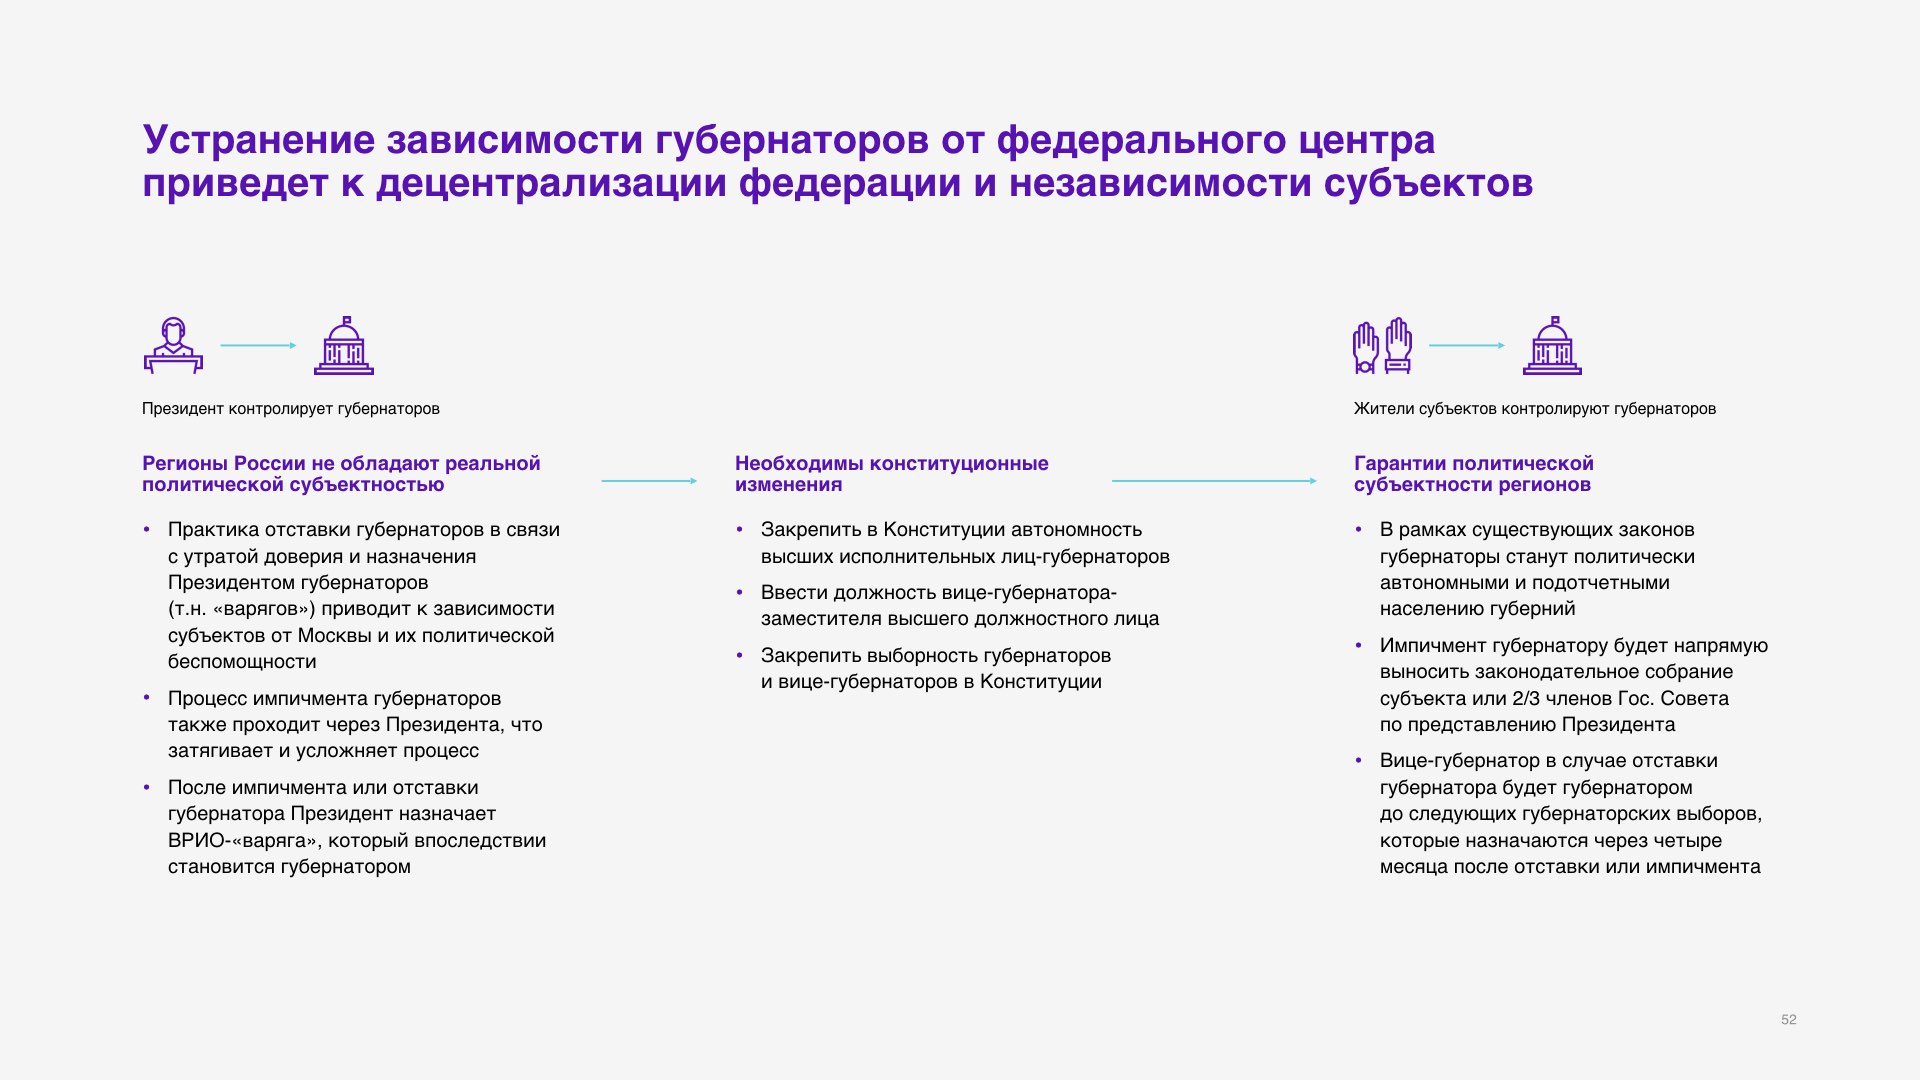 Устранение зависимости губернаторов от федерального центра
приведет к децентрализации федерации и независимости субъектов
Президент контролирует губернаторов
Регионы России не обладают реальной
политической субъектностью
• Практика отставки губернаторов в связи
с утратой доверия и назначения
Президентом губернаторов
(т.н. «варягов») приводит к зависимости
субъектов от Москвы и их политической
беспомощности
• Процесс импичмента губернаторов
также проходит через Президента, что
затягивает и усложняет процесс
• После импичмента или отставки
губернатора Президент назначает
ВРИО-«варяга», который впоследствии
становится губернатором
Необходимы конституционные
изменения
• Закрепить в Конституции автономность
высших исполнительных лиц-губернаторов
• Ввести должность вице-губернатора-
заместителя высшего должностного лица
• Закрепить выборность губернаторов
и вице-губернаторов в Конституции
Жители субъектов контролируют губернаторов
Гарантии политической
субъектности регионов
• В рамках существующих законов
губернаторы станут политически
автономными и подотчетными
населению губерний
• Импичмент губернатору будет напрямую
выносить законодательное собрание
субъекта или 2/3 членов Гос. Совета
по представлению Президента
• Вице-губернатор в случае отставки
губернатора будет губернатором
до следующих губернаторских выборов,
которые назначаются через четыре
месяца после отставки или импичмента
52